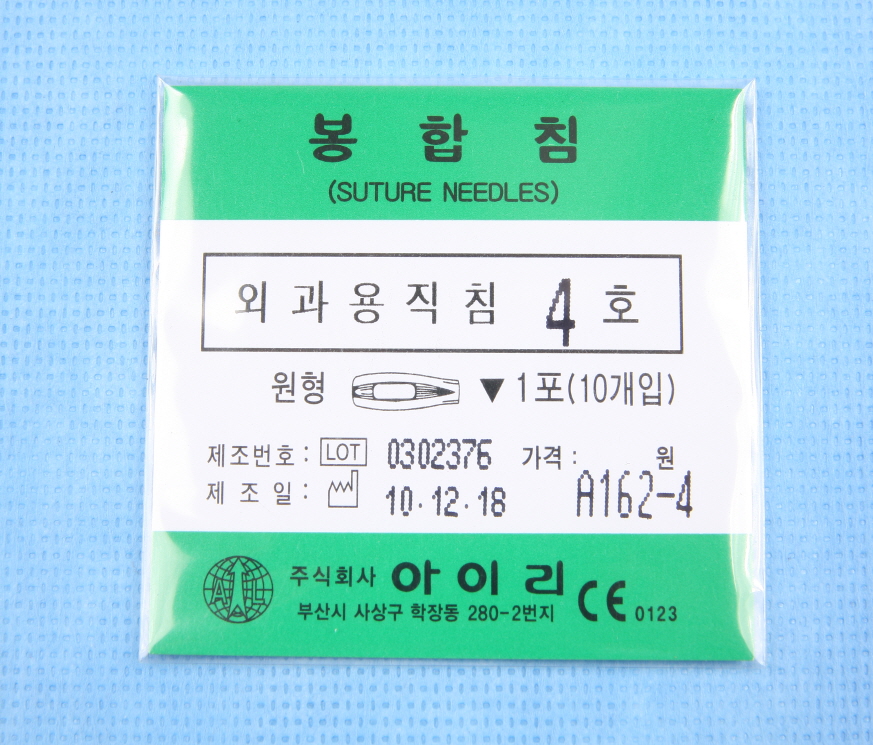 봉 합 침
(SUTURE NEEDLES)
외 과 용 직 침 4 호
원형 ▼ 1포(10개입)
제조번호 : LOT 0302376 가격 : 원
제 조 일 : 10.12.18 A162-4
AIL 주식회사 아 이 리
부산시 사상구 학장동 280-2번지 CE 0123